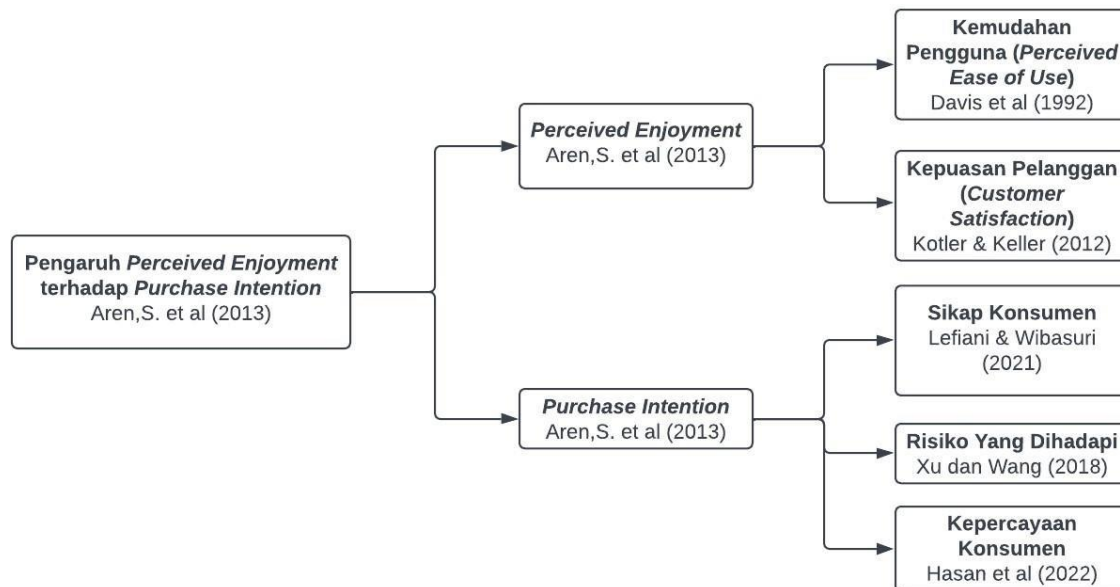 Pengaruh Perceived Enjoyment
terhadap Purchase Intention
Aren,S. et al (2013)
Perceived Enjoyment
Aren,S. et al (2013)
Purchase Intention
Aren,S. et al (2013)
Kemudahan
Pengguna (Perceived
Ease of Use)
Davis et al (1992)
Kepuasan Pelanggan
(Customer
Satisfaction)
Kotler & Keller (2012)
Sikap Konsumen
Lefiani & Wibasuri
(2021)
Risiko Yang Dihadapi
Xu dan Wang (2018)
Kepercayaan
Konsumen
Hasan et al (2022)